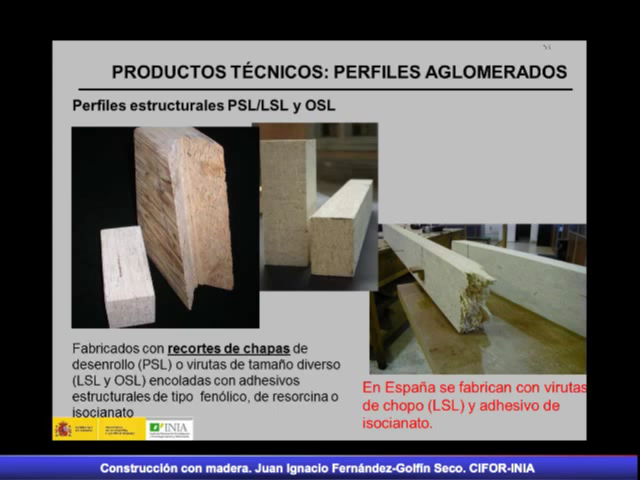 PRODUCTOS TÉCNICOS: PERFILES AGLOMERADOS
Perfiles estructurales PSL/LSL y OSL
Fabricados con recortes de chapas de
desenrollo (PSL) o virutas de tamaño diverso
(LSL y OSL) encoladas con adhesivos
estructurales de tipo fenólico, de resorcina o
isocianato
En España se fabrican con virutas
de chopo (LSL) y adhesivo de
isocianato.
INIA
Construcción con madera. Juan Ignacio Fernández-Golfín Seco. CIFOR-INIA